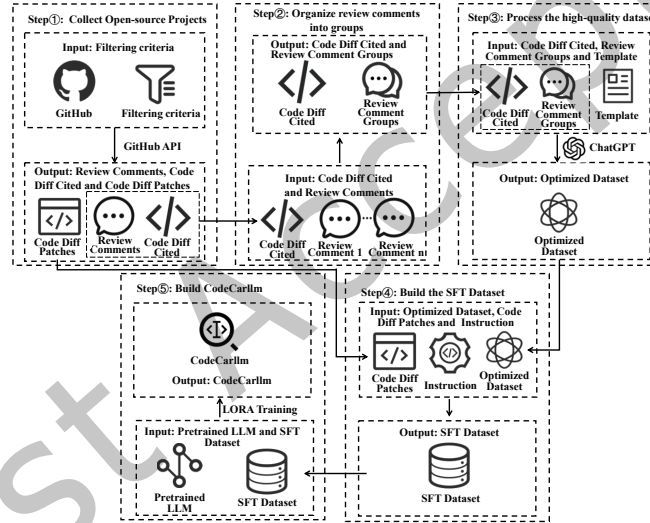 Step①: Collect Open-source Projects
Input: Filtering criteria
GitHub
Filtering criteria
GitHub API
Output: Review Comments, Code
Diff Cited and Code Diff Patches
Code Diff
Patches
Review
Comments
Code Diff
Cited
Step②: Organize review comments
into groups
Output: Code Diff Cited and
Review Comment Groups
Code Diff
Cited
Review
Comment
Groups
Input: Code Diff Cited
and Review Comments
Code Diff
Cited
Review
Comment 1
...
Review
Comment n
Step③: Process the high-quality dataset
Input: Code Diff Cited, Review
Comment Groups and Template
Code Diff
Cited
Review
Comment
Groups
Template
ChatGPT
Output: Optimized Dataset
Optimized
Dataset
Step④: Build the SFT Dataset
Input: Optimized Dataset, Code
Diff Patches and Instruction
Code Diff
Patches
Instruction
Optimized
Dataset
Output: SFT Dataset
SFT Dataset
Step⑤: Build CodeCarllm
CodeCarllm
Output: CodeCarllm
LORA Training
Input: Pretrained LLM and SFT
Dataset
Pretrained
LLM
SFT Dataset
st Accep